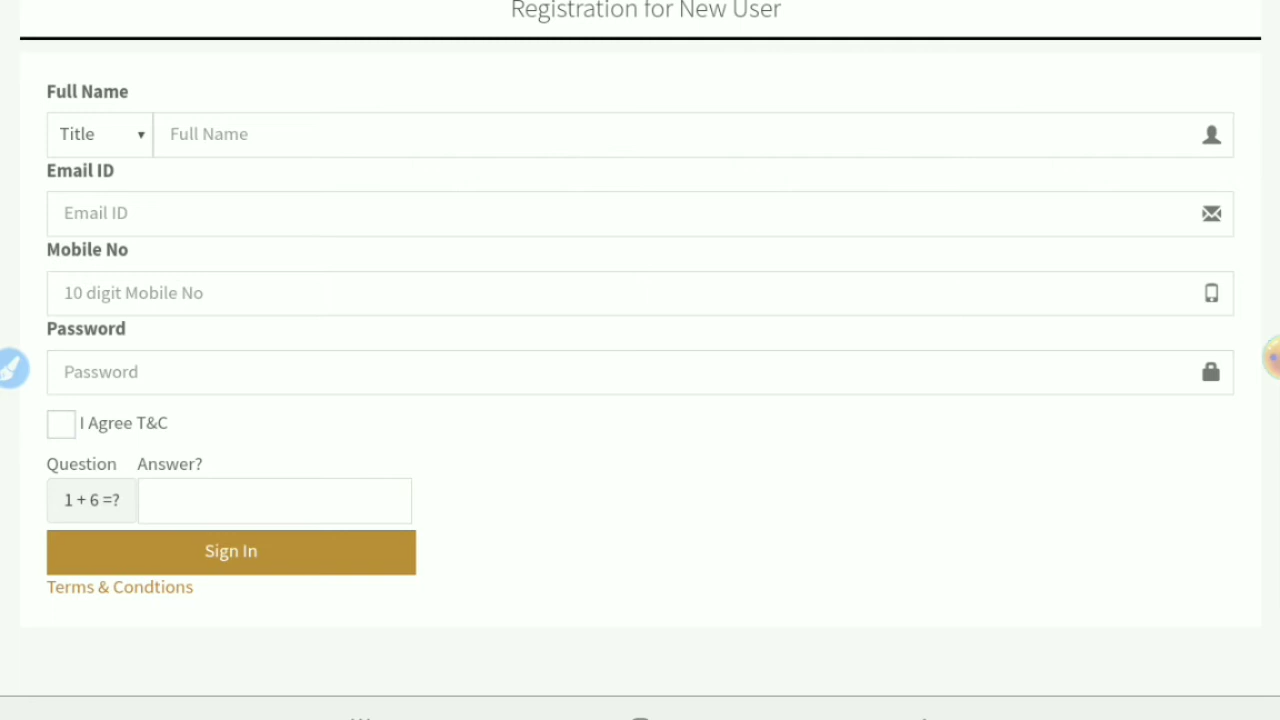 Registration for New User
Full Name
Title Full Name
Email ID
Email ID
Mobile No
10 digit Mobile No
Password
Password
I Agree T&C
Question Answer?
1 + 6 =?
Sign In
Terms & Condtions